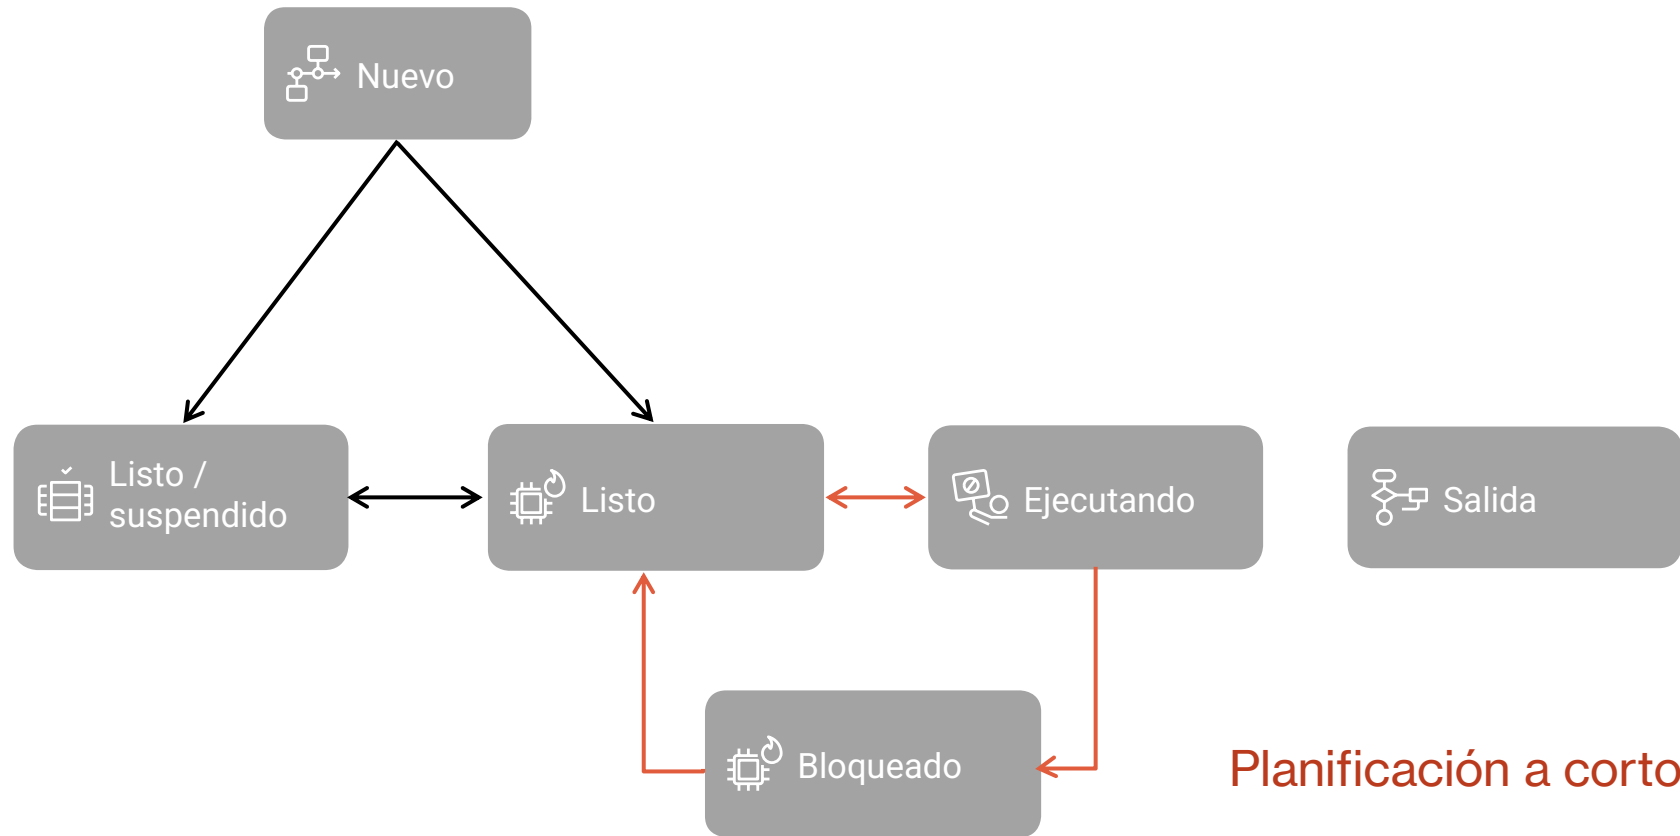 Nuevo
Listo /
suspendido
Listo
Ejecutando
Salida
Bloqueado
Planificación a corto